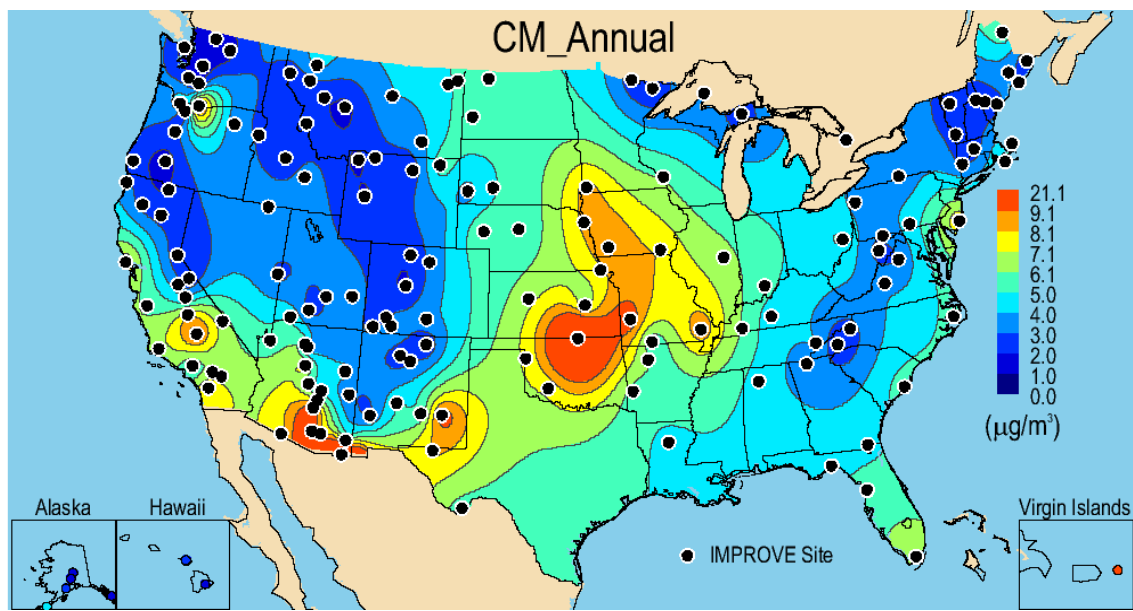 CM_Annual
21.1
9.1
8.1
7.1
6.1
5.0
4.0
3.0
2.0
1.0
0.0
(μg/m³)
Alaska
Hawaii
IMPROVE Site
Virgin Islands